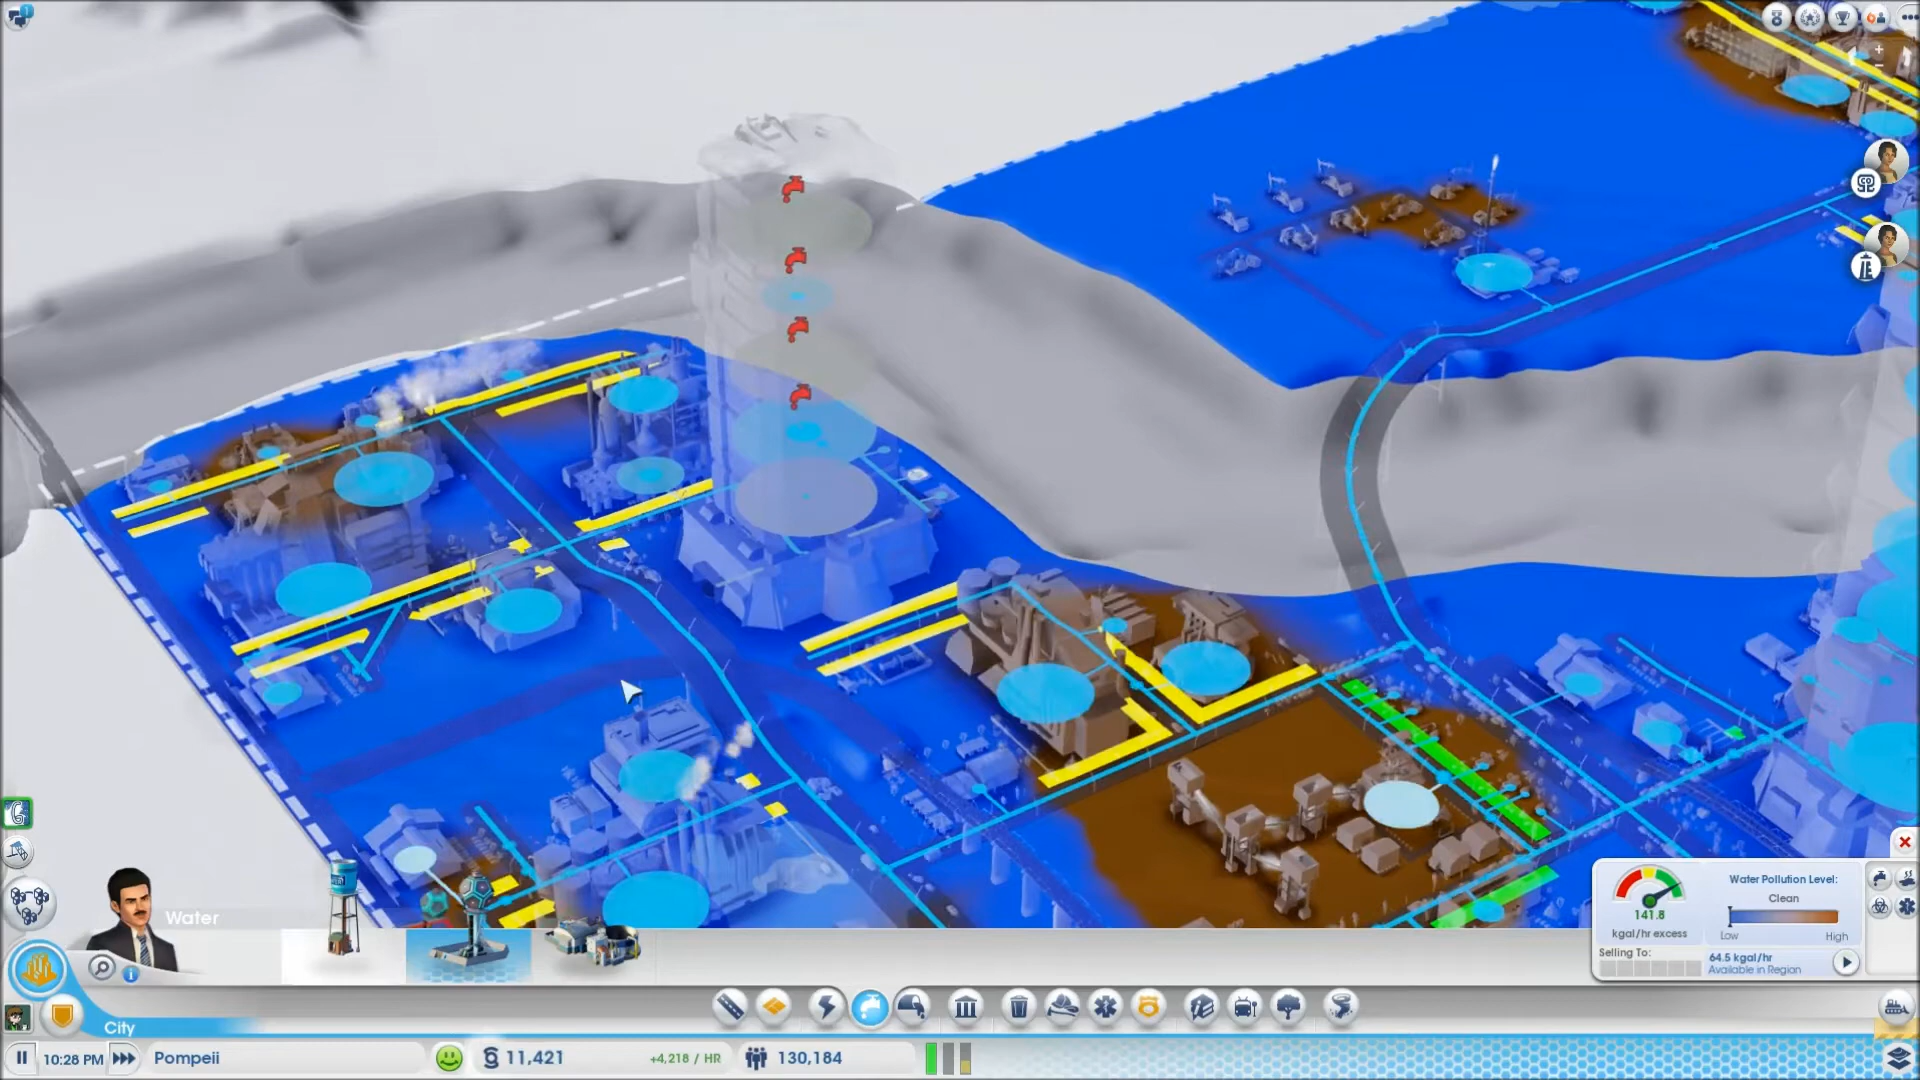 1
Water
141.8
kgal/hr excess
Selling To:
Water Pollution Level:
Clean
Low
High
64.5 kgal/hr
Available in Region
City
10:28 PM
Pompeii
11,421
+4,218 / HR
130,184